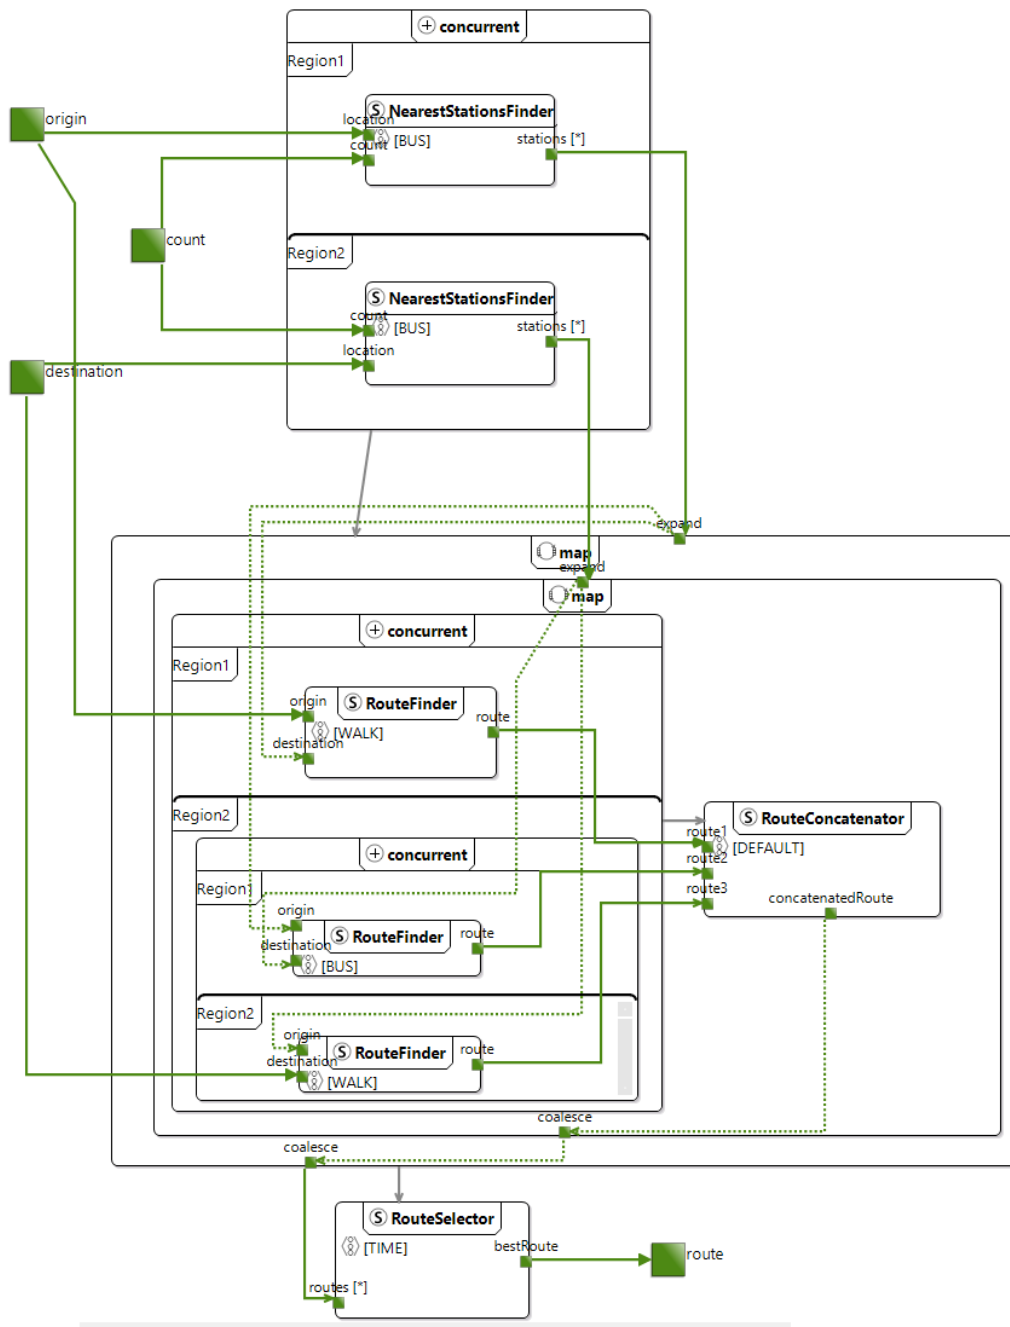 concurrent
Region1
NearestStationsFinder
origin
location
count
[BUS]
stations [*]
count
Region2
NearestStationsFinder
count
[BUS]
stations [*]
location
destination
expand
map
expand
map
concurrent
Region1
RouteFinder
origin
[WALK]
route
destination
Region2
RouteConcatenator
route1
[DEFAULT]
route2
route3
concatenatedRoute
concurrent
Region1
origin
RouteFinder
route
destination
[BUS]
Region2
origin
RouteFinder
route
destination
[WALK]
coalesce
coalesce
RouteSelector
[TIME]
bestRoute
route
routes [*]